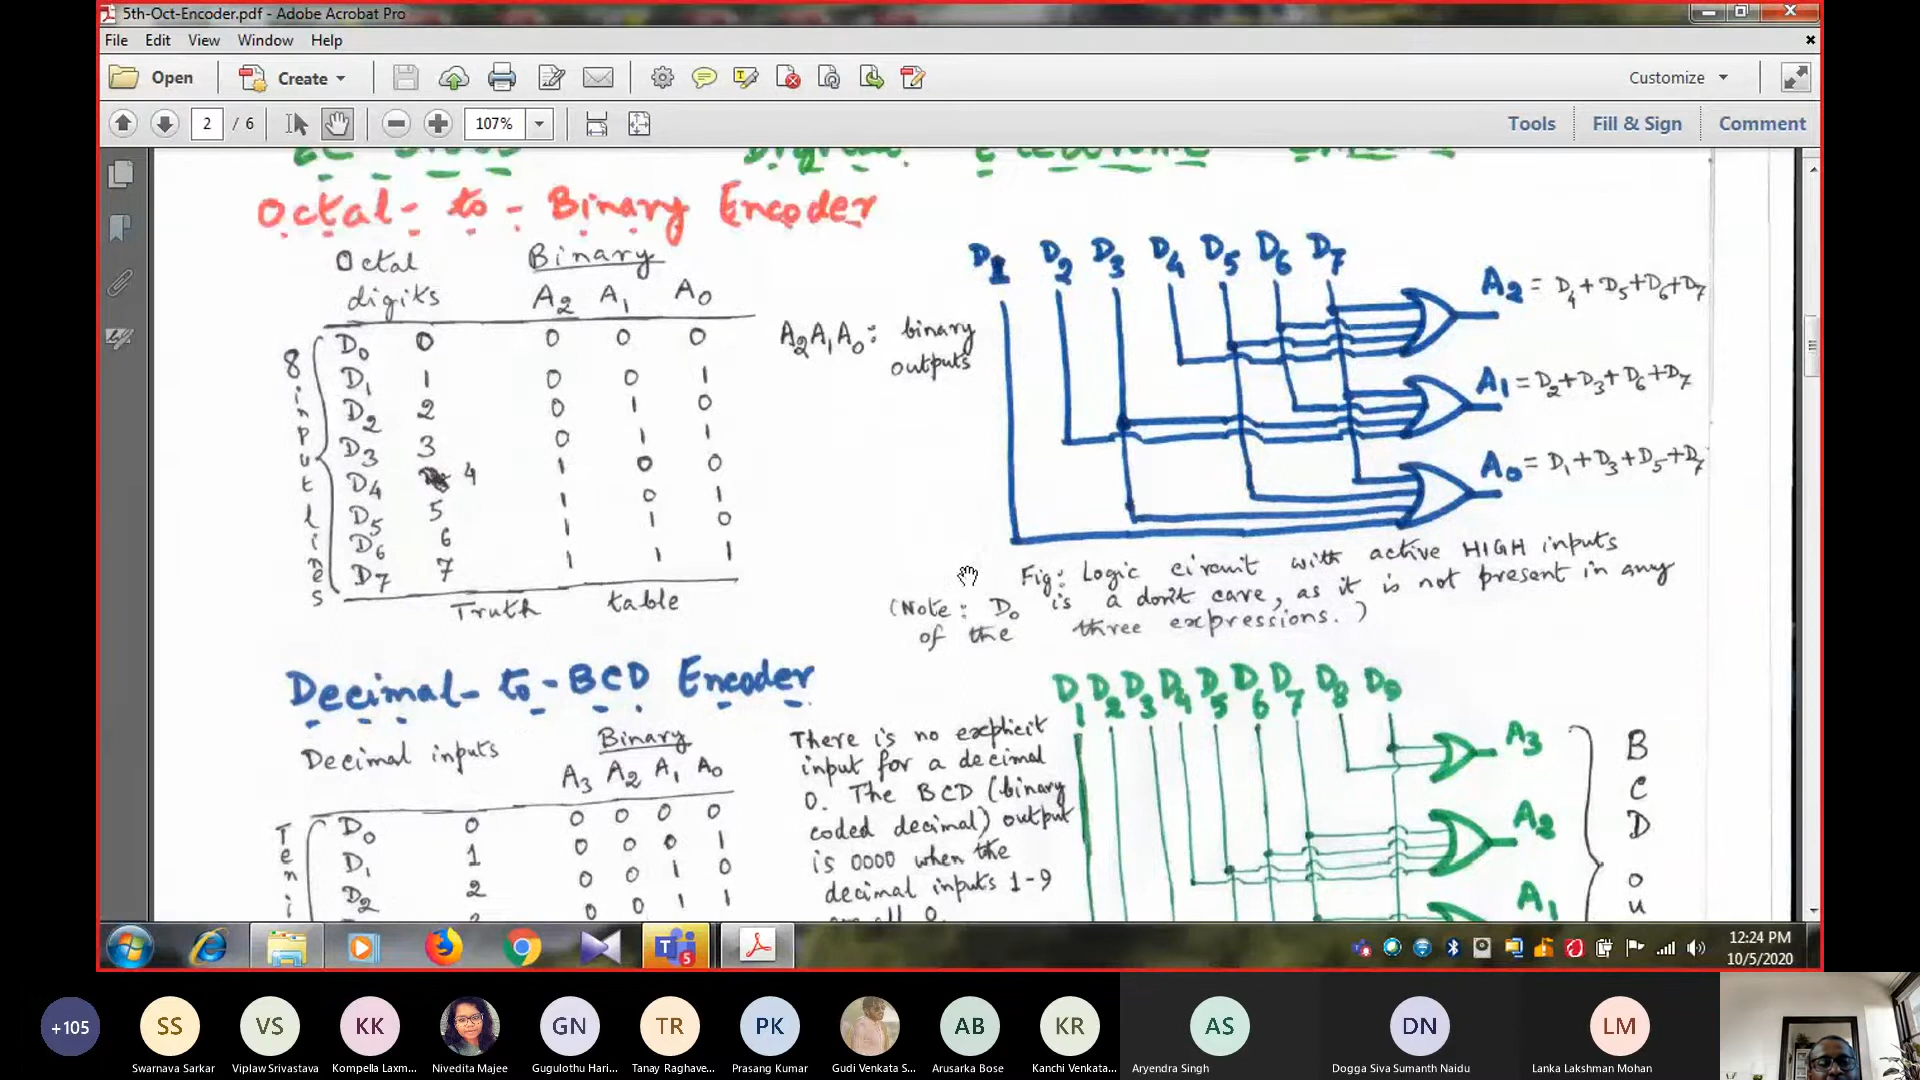 5th-Oct-Encoder.pdf - Adobe Acrobat Pro
File Edit View Window Help
Open Create Customize
2 / 6 107% Tools Fill & Sign Comment
Octal-to-Binary Encoder
Octal digits Binary
A2 A1 A0
D0 0 0 0 0
D1 1 0 0 1
D2 2 0 1 0
D3 3 0 1 1
D4 4 1 0 0
D5 5 1 0 1
D6 6 1 1 0
D7 7 1 1 1
8 input lines
Truth table
A2A1A0: binary
outputs
D1 D2 D3 D4 D5 D6 D7
A2 = D4+D5+D6+D7
A1 = D2+D3+D6+D7
A0 = D1+D3+D5+D7
Fig: Logic circuit with active HIGH inputs
(Note: D0 is a don't care, as it is not present in any
of the three expressions.)
Decimal-to-BCD Encoder
Decimal inputs Binary
A3 A2 A1 A0
D0 0 0 0 0 0
D1 1 0 0 0 1
D2 2 0 0 1 0
0 0 1 1
T
e
n
i
There is no explicit
input for a decimal
0. The BCD (binary
coded decimal) output
is 0000 when the
decimal inputs 1-9
are all 0.
D1 D2 D3 D4 D5 D6 D7 D8 D9
A3
A2
A1
B
C
D
o
u
5
12:24 PM
10/5/2020
+105 SS VS KK GN TR PK AB KR AS DN LM
Swarnava Sarkar Viplaw Srivastava Kompella Laxm... Nivedita Majee Gugulothu Hari... Tanay Raghave... Prasang Kumar Gudi Venkata S... Arusarka Bose Kanchi Venkata... Aryendra Singh Dogga Siva Sumanth Naidu Lanka Lakshman Mohan